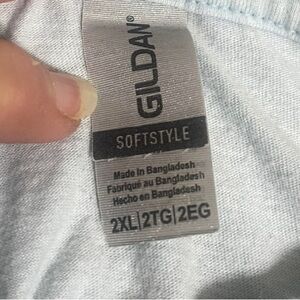 GILDAN®
SOFTSTYLE
Made in Bangladesh
Fabriqué au Bangladesh
Hecho en Bangladesh
2XL|2TG|2EG